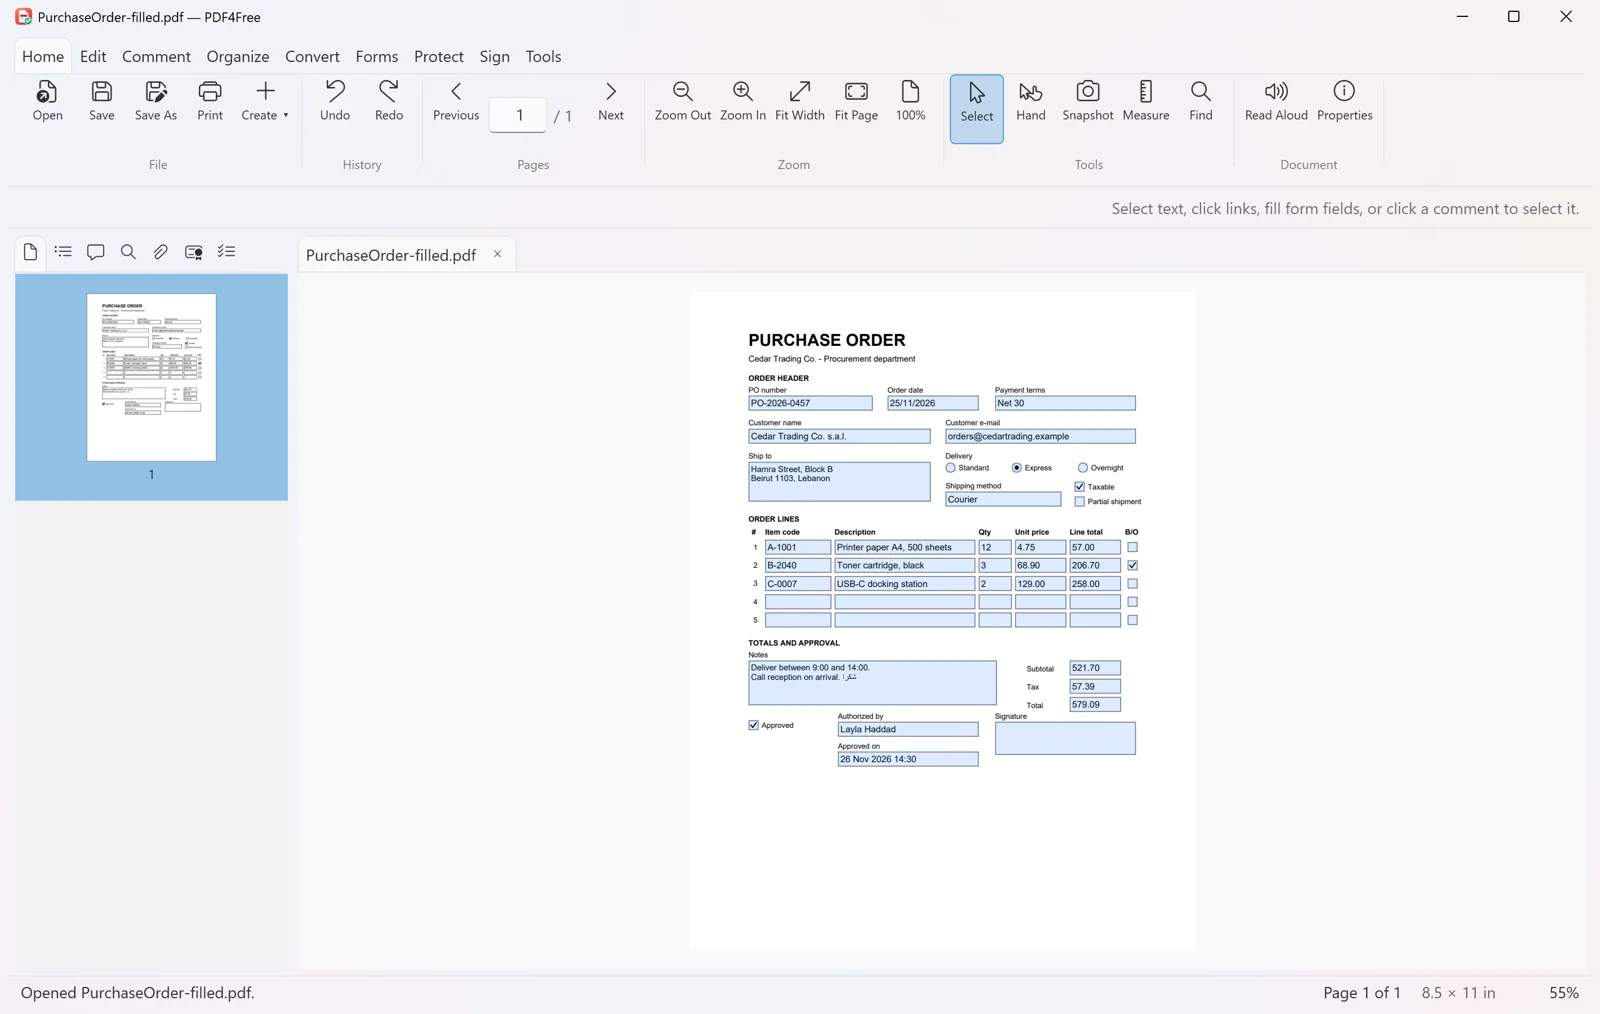 PurchaseOrder-filled.pdf — PDF4Free
Home Edit Comment Organize Convert Forms Protect Sign Tools
Open Save Save As Print Create Undo Redo Previous 1 / 1 Next Zoom Out Zoom In Fit Width Fit Page 100% Select Hand Snapshot Measure Find Read Aloud Properties
File History Pages Zoom Tools Document
Select text, click links, fill form fields, or click a comment to select it.
PurchaseOrder-filled.pdf
1
PURCHASE ORDER
Cedar Trading Co. - Procurement department
ORDER HEADER
PO number Order date Payment terms
PO-2026-0457 25/11/2026 Net 30
Customer name Customer e-mail
Cedar Trading Co. s.a.l. orders@cedartrading.example
Ship to Delivery
Hamra Street, Block B Standard Express Overnight
Beirut 1103, Lebanon
Shipping method Taxable
Courier Partial shipment
ORDER LINES
# Item code Description Qty Unit price Line total B/O
1 A-1001 Printer paper A4, 500 sheets 12 4.75 57.00
2 B-2040 Toner cartridge, black 3 68.90 206.70
3 C-0007 USB-C docking station 2 129.00 258.00
4
5
TOTALS AND APPROVAL
Notes
Deliver between 9:00 and 14:00. Subtotal 521.70
Call reception on arrival. شكرا
Tax 57.39
Total 579.09
Authorized by Signature
Approved Layla Haddad
Approved on
26 Nov 2026 14:30
Opened PurchaseOrder-filled.pdf. Page 1 of 1 8.5 × 11 in 55%